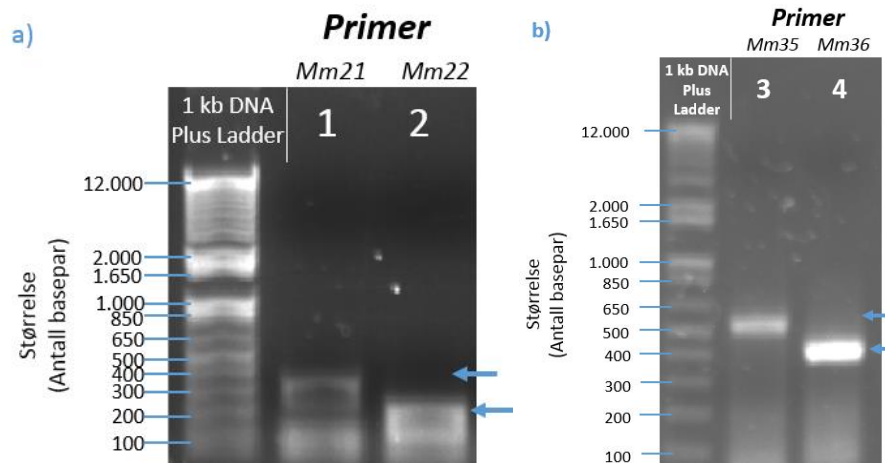 a)
Primer
Mm21 Mm22
1 kb DNA
Plus Ladder
1 2
12.000
2.000
1.650
1.000
850
650
500
400
300
200
100
Størrelse
(Antall basepar)
b)
Primer
Mm35 Mm36
1 kb DNA
Plus
Ladder
3 4
12.000
2.000
1.650
1.000
850
650
500
400
300
200
100
Størrelse
(Antall basepar)